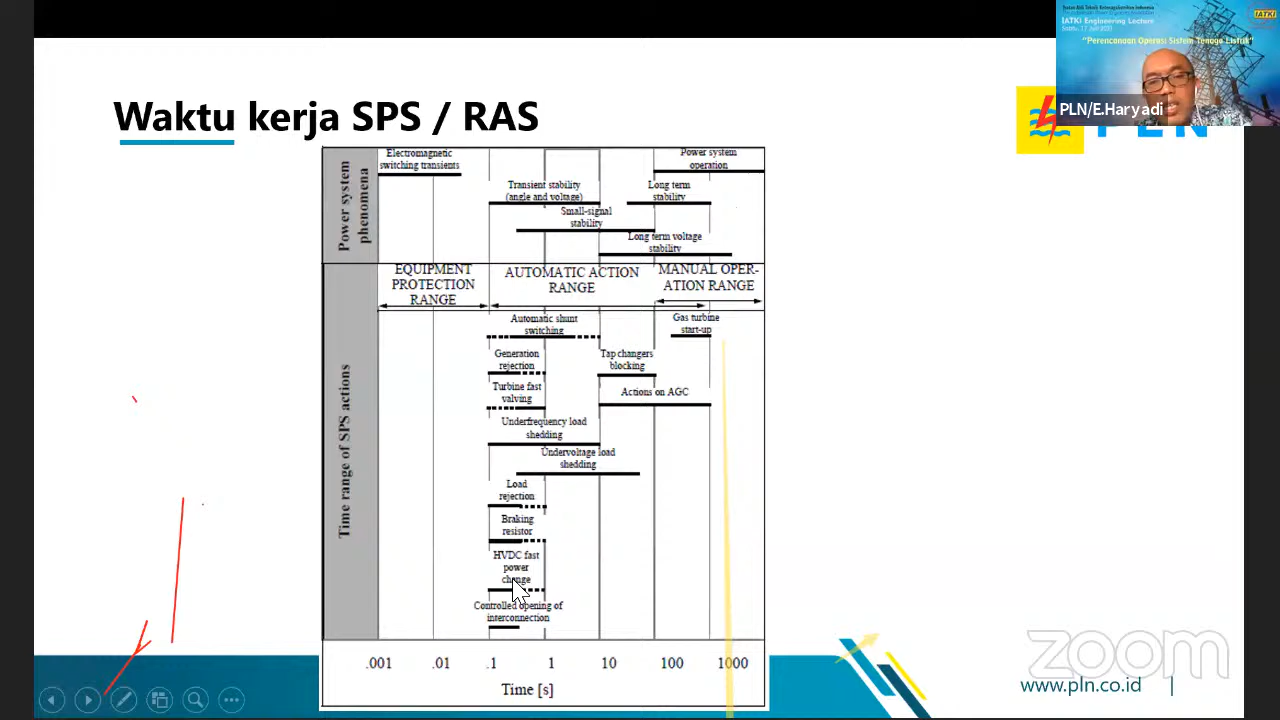 IATKI
IATKI Engineering Lecture
"Perencanaan Operasi Sistem Tenaga Listrik"
PLN/E.Haryadi
Waktu kerja SPS / RAS
PLN
Power system
phenomena
Electromagnetic
switching transients
Power system
operation
Transient stability
(angle and voltage)
Long term
stability
Small-signal
stability
Long term voltage
stability
EQUIPMENT
PROTECTION
RANGE
AUTOMATIC ACTION
RANGE
MANUAL OPER-
ATION RANGE
Time range of SPS actions
Automatic shunt
switching
Gas turbine
start-up
Generation
rejection
Tap changers
blocking
Turbine fast
valving
Actions on AGC
Underfrequency load
shedding
Undervoltage load
shedding
Load
rejection
Braking
resistor
HVDC fast
power
change
Controlled opening of
interconnection
.001 .01 .1 1 10 100 1000
Time [s]
zoom
www.pln.co.id |